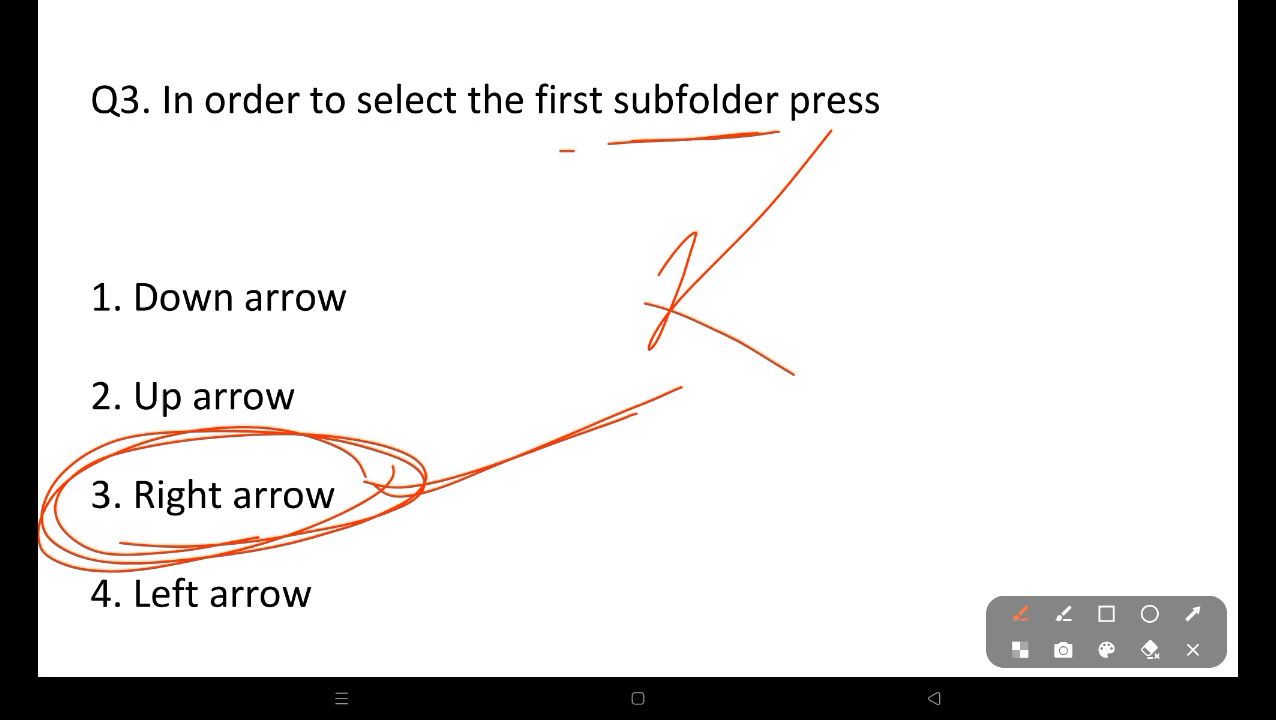 Q3. In order to select the first subfolder press
1. Down arrow
2. Up arrow
3. Right arrow
4. Left arrow